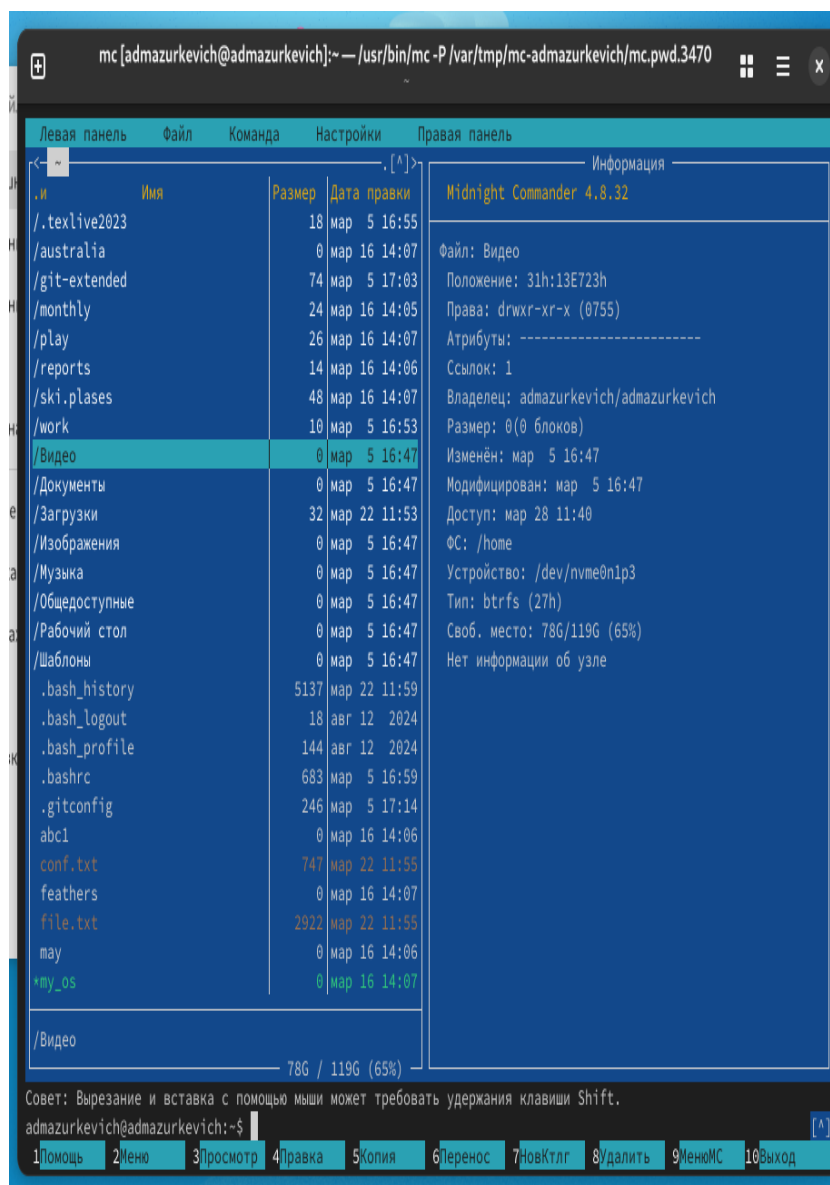 mc [admazurkevich@admazurkevich]:~ — /usr/bin/mc -P /var/tmp/mc-admazurkevich/mc.pwd.3470
~
Левая панель Файл Команда Настройки Правая панель
<- ~ .[^]>
.и Имя Размер Дата правки
/.texlive2023 18 мар 5 16:55
/australia 0 мар 16 14:07
/git-extended 74 мар 5 17:03
/monthly 24 мар 16 14:05
/play 26 мар 16 14:07
/reports 14 мар 16 14:06
/ski.plases 48 мар 16 14:07
/work 10 мар 5 16:53
/Видео 0 мар 5 16:47
/Документы 0 мар 5 16:47
/Загрузки 32 мар 22 11:53
/Изображения 0 мар 5 16:47
/Музыка 0 мар 5 16:47
/Общедоступные 0 мар 5 16:47
/Рабочий стол 0 мар 5 16:47
/Шаблоны 0 мар 5 16:47
.bash_history 5137 мар 22 11:59
.bash_logout 18 авг 12 2024
.bash_profile 144 авг 12 2024
.bashrc 683 мар 5 16:59
.gitconfig 246 мар 5 17:14
abc1 0 мар 16 14:06
conf.txt 747 мар 22 11:55
feathers 0 мар 16 14:07
file.txt 2922 мар 22 11:55
may 0 мар 16 14:06
*my_os 0 мар 16 14:07
/Видео
78G / 119G (65%)
Информация
Midnight Commander 4.8.32
Файл: Видео
Положение: 31h:13E723h
Права: drwxr-xr-x (0755)
Атрибуты: -------------------------
Ссылок: 1
Владелец: admazurkevich/admazurkevich
Размер: 0(0 блоков)
Изменён: мар 5 16:47
Модифицирован: мар 5 16:47
Доступ: мар 28 11:40
ФС: /home
Устройство: /dev/nvme0n1p3
Тип: btrfs (27h)
Своб. место: 78G/119G (65%)
Нет информации об узле
Совет: Вырезание и вставка с помощью мыши может требовать удержания клавиши Shift.
admazurkevich@admazurkevich:~$ [^]
1Помощь 2Меню 3Просмотр 4Правка 5Копия 6Перенос 7НовКтлг 8Удалить 9МенюМС 10Выход